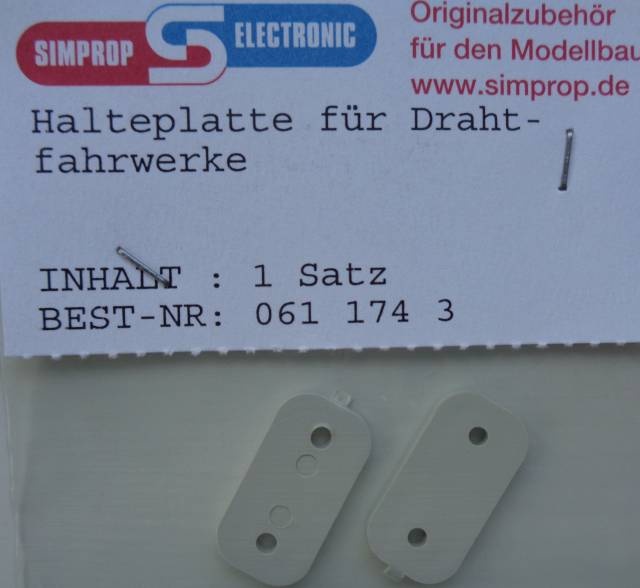 SIMPROP ELECTRONIC
Originalzubehör
für den Modellbau
www.simprop.de
Halteplatte für Draht-
fahrwerke
INHALT : 1 Satz
BEST-NR: 061 174 3